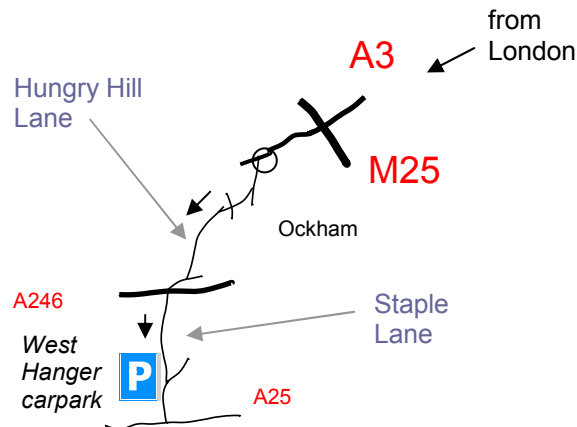 from
London
A3
Hungry Hill
Lane
M25
Ockham
A246
Staple
Lane
West
Hanger
carpark
P
A25